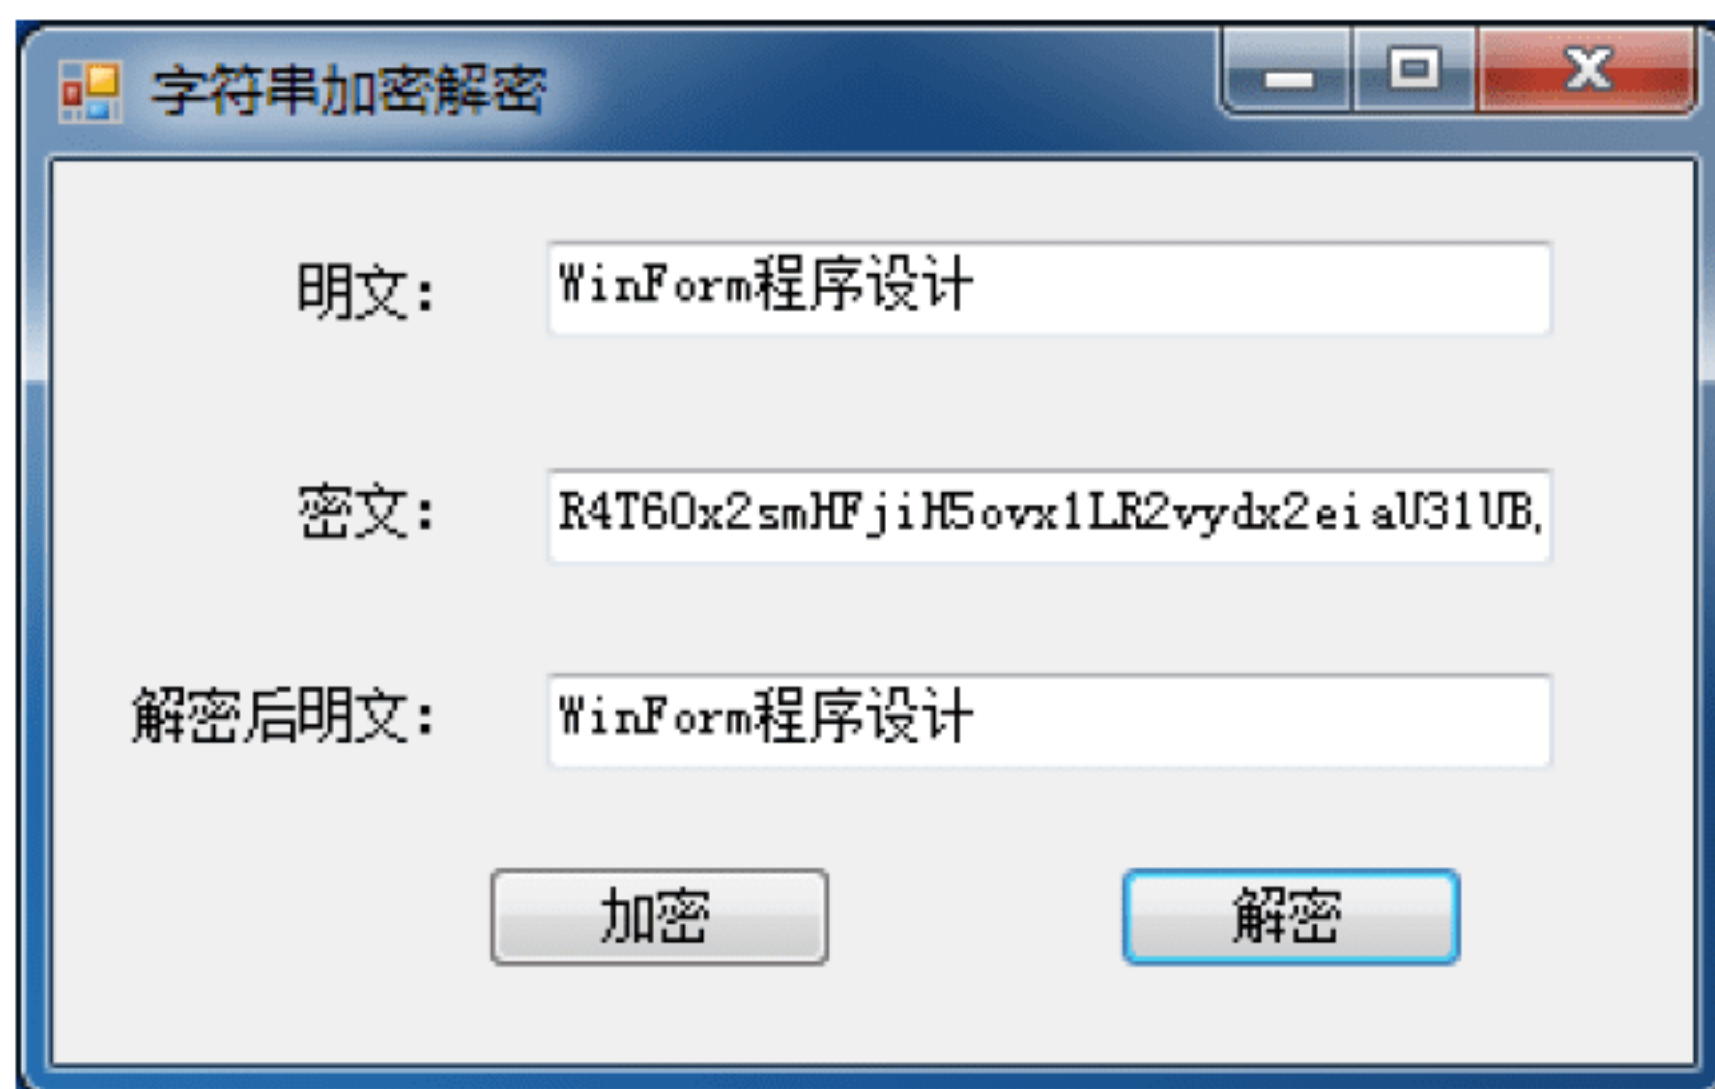 字符串加密解密
明文： WinForm程序设计
密文： R4T6Ox2smHFjiH5ovx1LR2vydx2eiaU31UB
解密后明文： WinForm程序设计
加密 解密